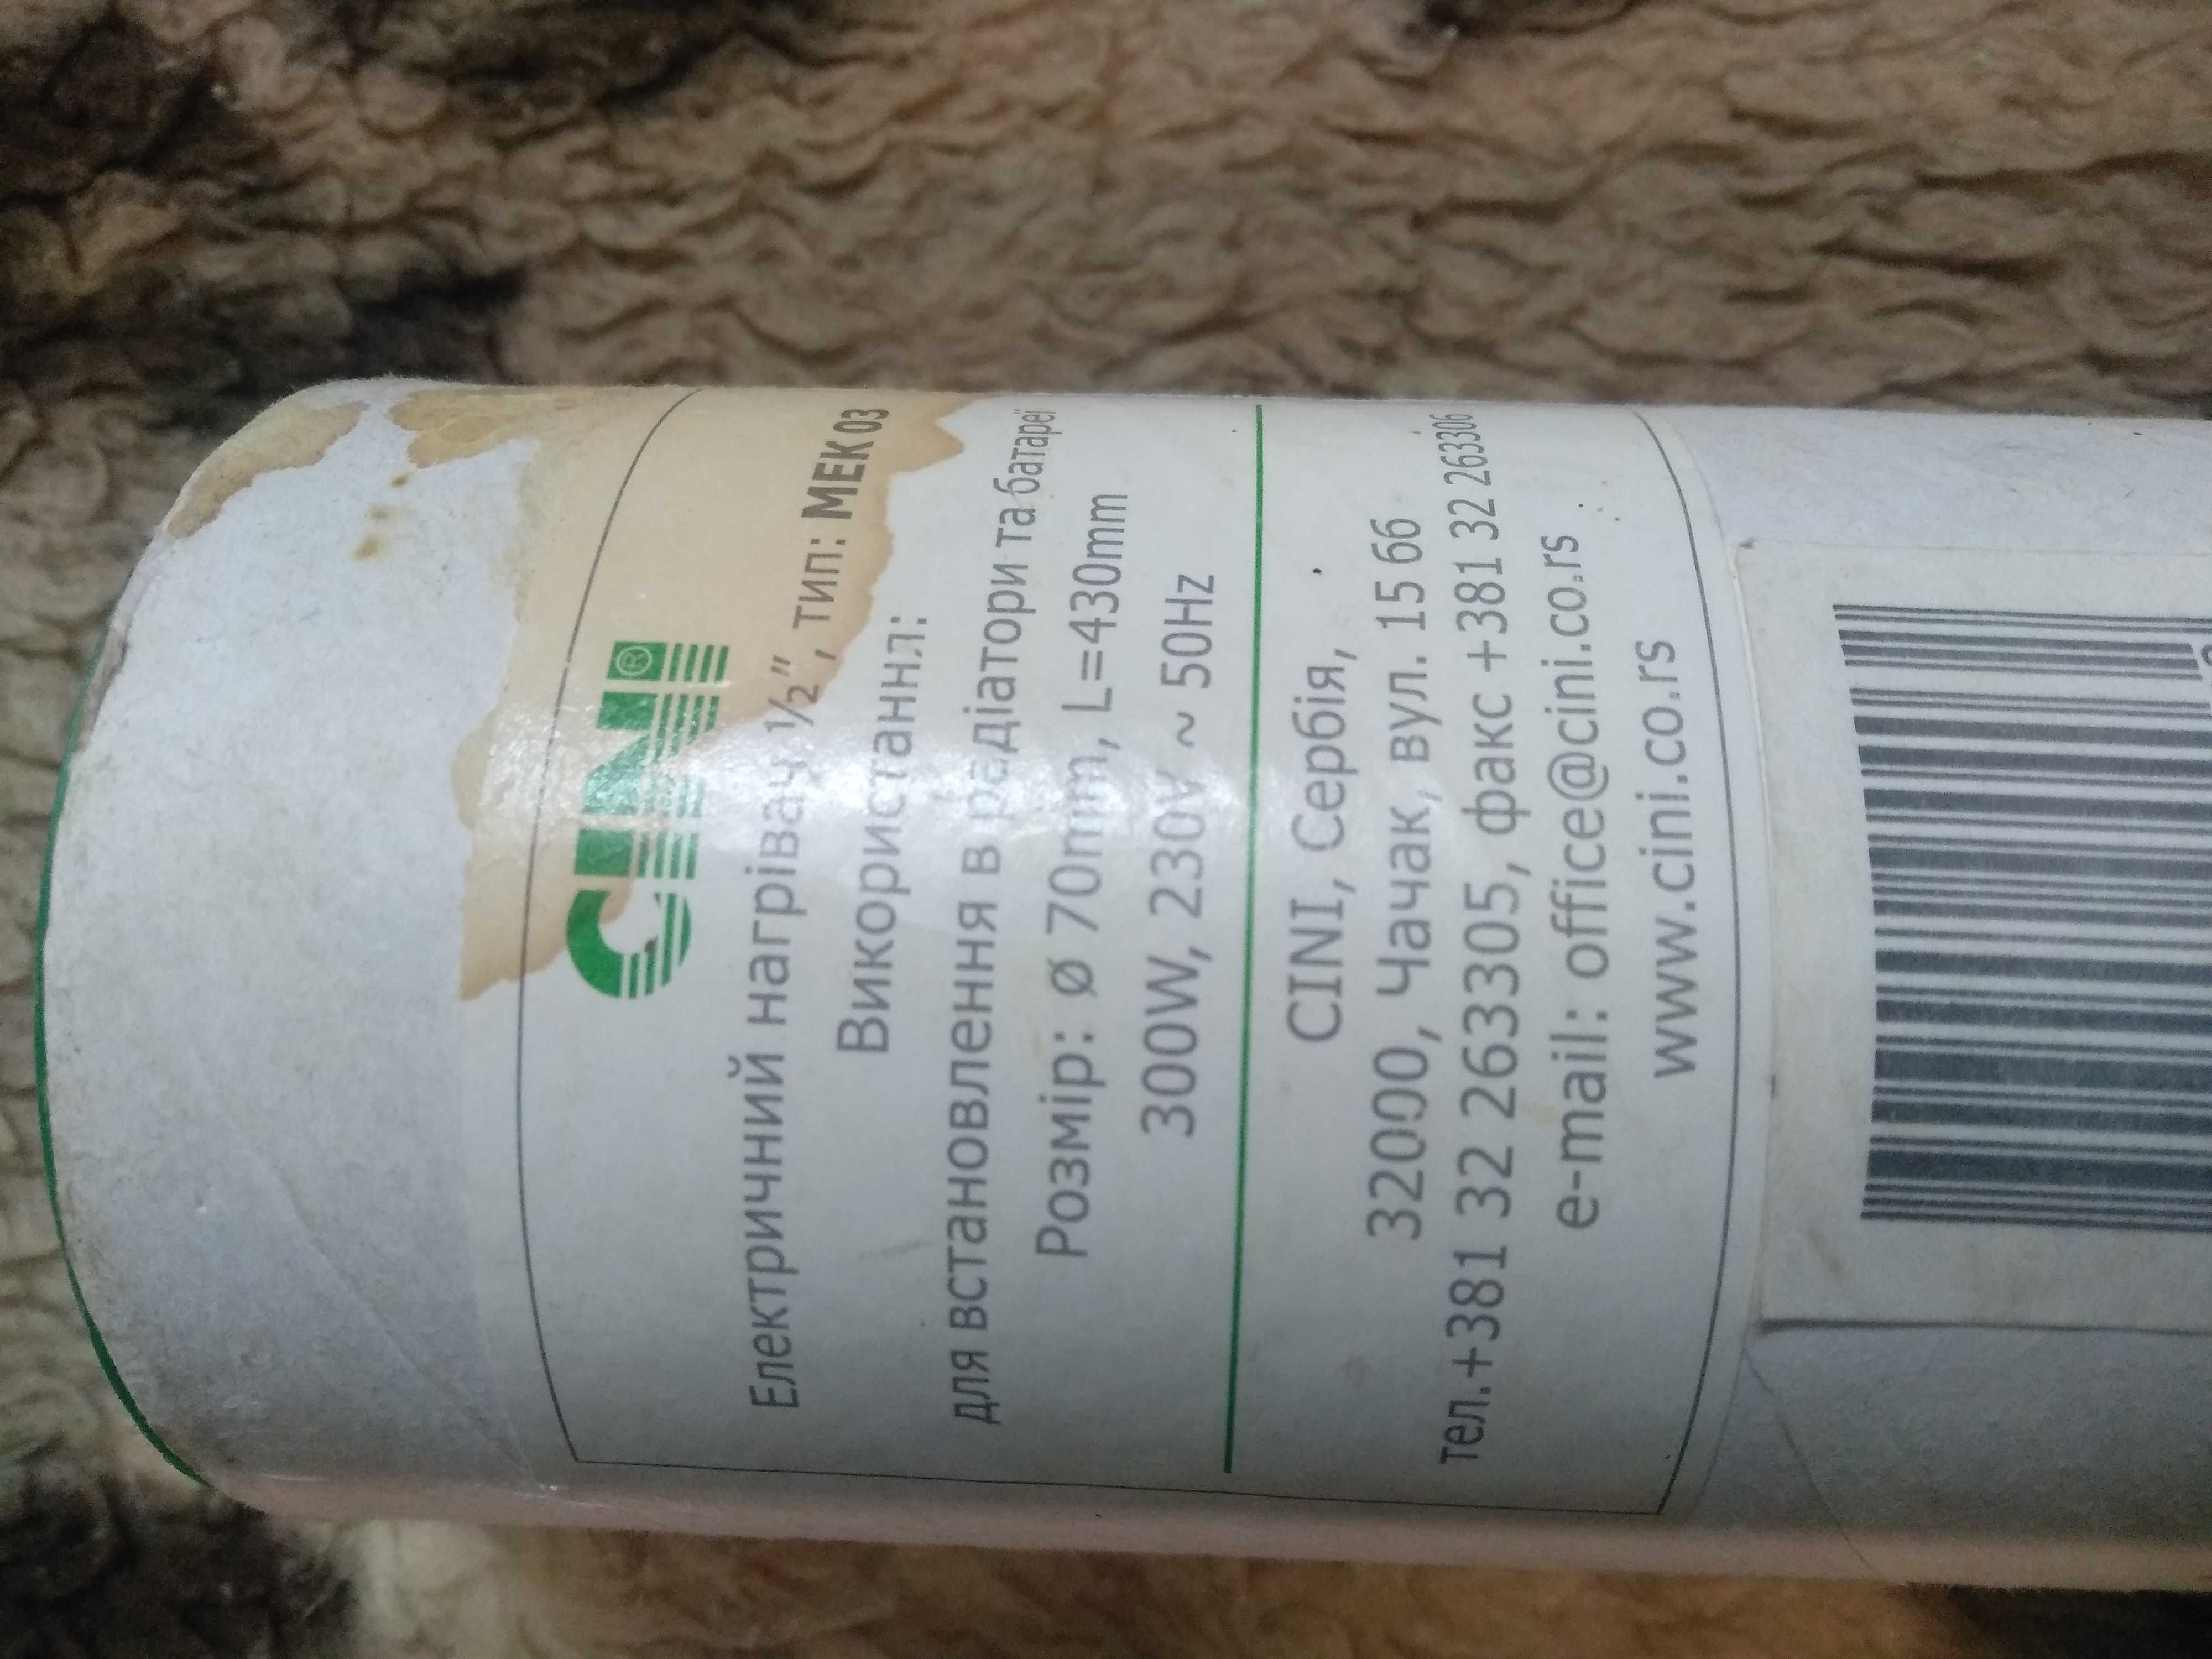 CINI®
Електричний нагрівач ½", тип: МЕК 03
Використання:
для встановлення в радіатори та батареї
Розмір: ø 70mm, L=430mm
300W, 230v ~ 50Hz
CINI, Сербія,
32000, Чачак, вул. 15 бб
тел.+381 32 263305, факс +381 32 263306
e-mail: office@cini.co.rs
www.cini.co.rs